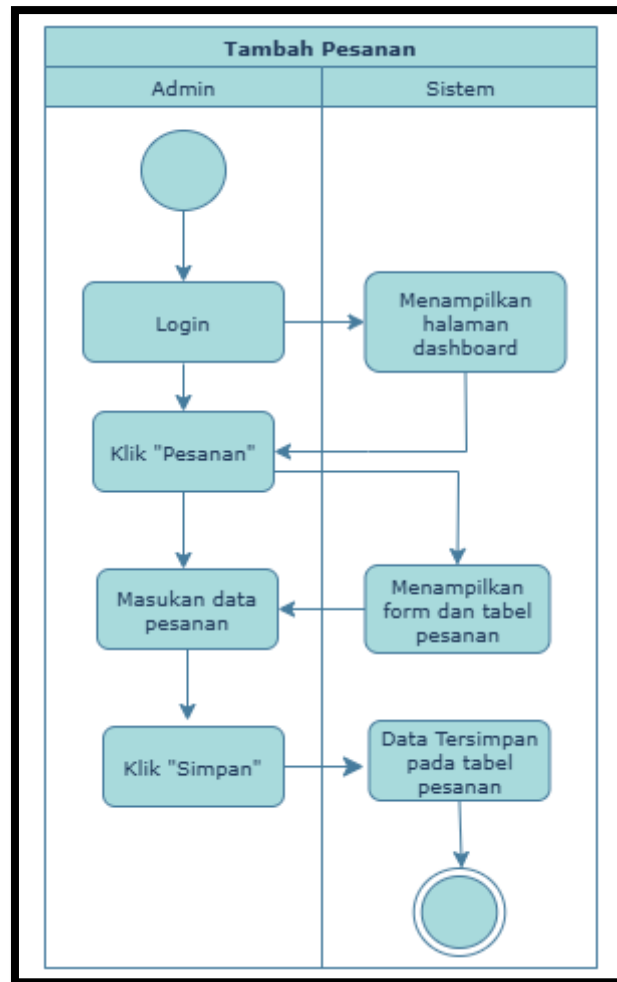 Tambah Pesanan
Admin
Sistem
Login
Menampilkan
halaman
dashboard
Klik "Pesanan"
Masukan data
pesanan
Menampilkan
form dan tabel
pesanan
Klik "Simpan"
Data Tersimpan
pada tabel
pesanan